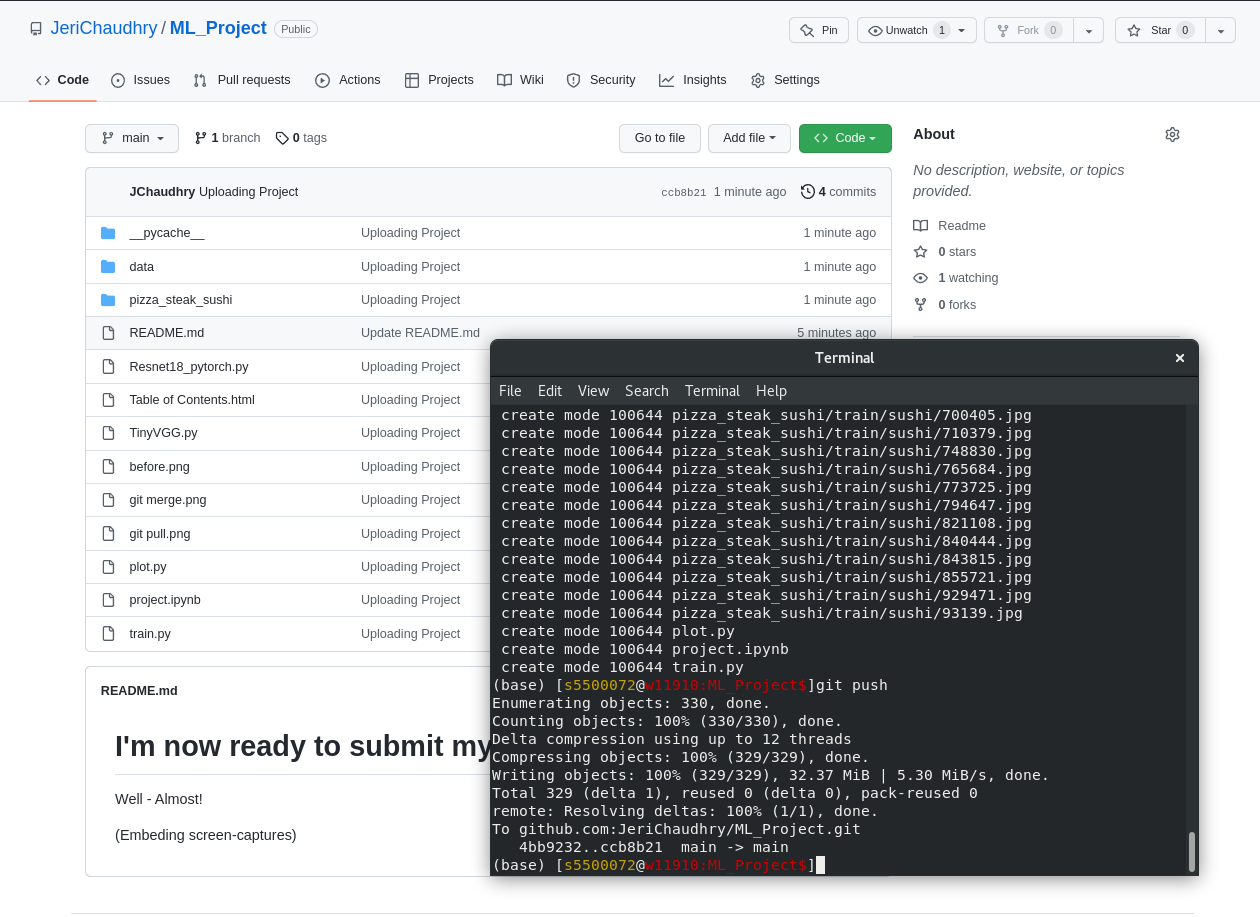 JeriChaudhry / ML_Project Public
Pin Unwatch 1 Fork 0 Star 0
Code Issues Pull requests Actions Projects Wiki Security Insights Settings
main 1 branch 0 tags Go to file Add file Code
JChaudhry Uploading Project ccb8b21 1 minute ago 4 commits
__pycache__ Uploading Project 1 minute ago
data Uploading Project 1 minute ago
pizza_steak_sushi Uploading Project 1 minute ago
README.md Update README.md 5 minutes ago
Resnet18_pytorch.py Uploading Project
Table of Contents.html Uploading Project
TinyVGG.py Uploading Project
before.png Uploading Project
git merge.png Uploading Project
git pull.png Uploading Project
plot.py Uploading Project
project.ipynb Uploading Project
train.py Uploading Project
README.md
I'm now ready to submit my
Well - Almost!
(Embeding screen-captures)
About
No description, website, or topics
provided.
Readme
0 stars
1 watching
0 forks
Terminal
File Edit View Search Terminal Help
create mode 100644 pizza_steak_sushi/train/sushi/700405.jpg
create mode 100644 pizza_steak_sushi/train/sushi/710379.jpg
create mode 100644 pizza_steak_sushi/train/sushi/748830.jpg
create mode 100644 pizza_steak_sushi/train/sushi/765684.jpg
create mode 100644 pizza_steak_sushi/train/sushi/773725.jpg
create mode 100644 pizza_steak_sushi/train/sushi/794647.jpg
create mode 100644 pizza_steak_sushi/train/sushi/821108.jpg
create mode 100644 pizza_steak_sushi/train/sushi/840444.jpg
create mode 100644 pizza_steak_sushi/train/sushi/843815.jpg
create mode 100644 pizza_steak_sushi/train/sushi/855721.jpg
create mode 100644 pizza_steak_sushi/train/sushi/929471.jpg
create mode 100644 pizza_steak_sushi/train/sushi/93139.jpg
create mode 100644 plot.py
create mode 100644 project.ipynb
create mode 100644 train.py
(base) [s5500072@w11910:ML_Project$]git push
Enumerating objects: 330, done.
Counting objects: 100% (330/330), done.
Delta compression using up to 12 threads
Compressing objects: 100% (329/329), done.
Writing objects: 100% (329/329), 32.37 MiB | 5.30 MiB/s, done.
Total 329 (delta 1), reused 0 (delta 0), pack-reused 0
remote: Resolving deltas: 100% (1/1), done.
To github.com:JeriChaudhry/ML_Project.git
4bb9232..ccb8b21 main -> main
(base) [s5500072@w11910:ML_Project$]